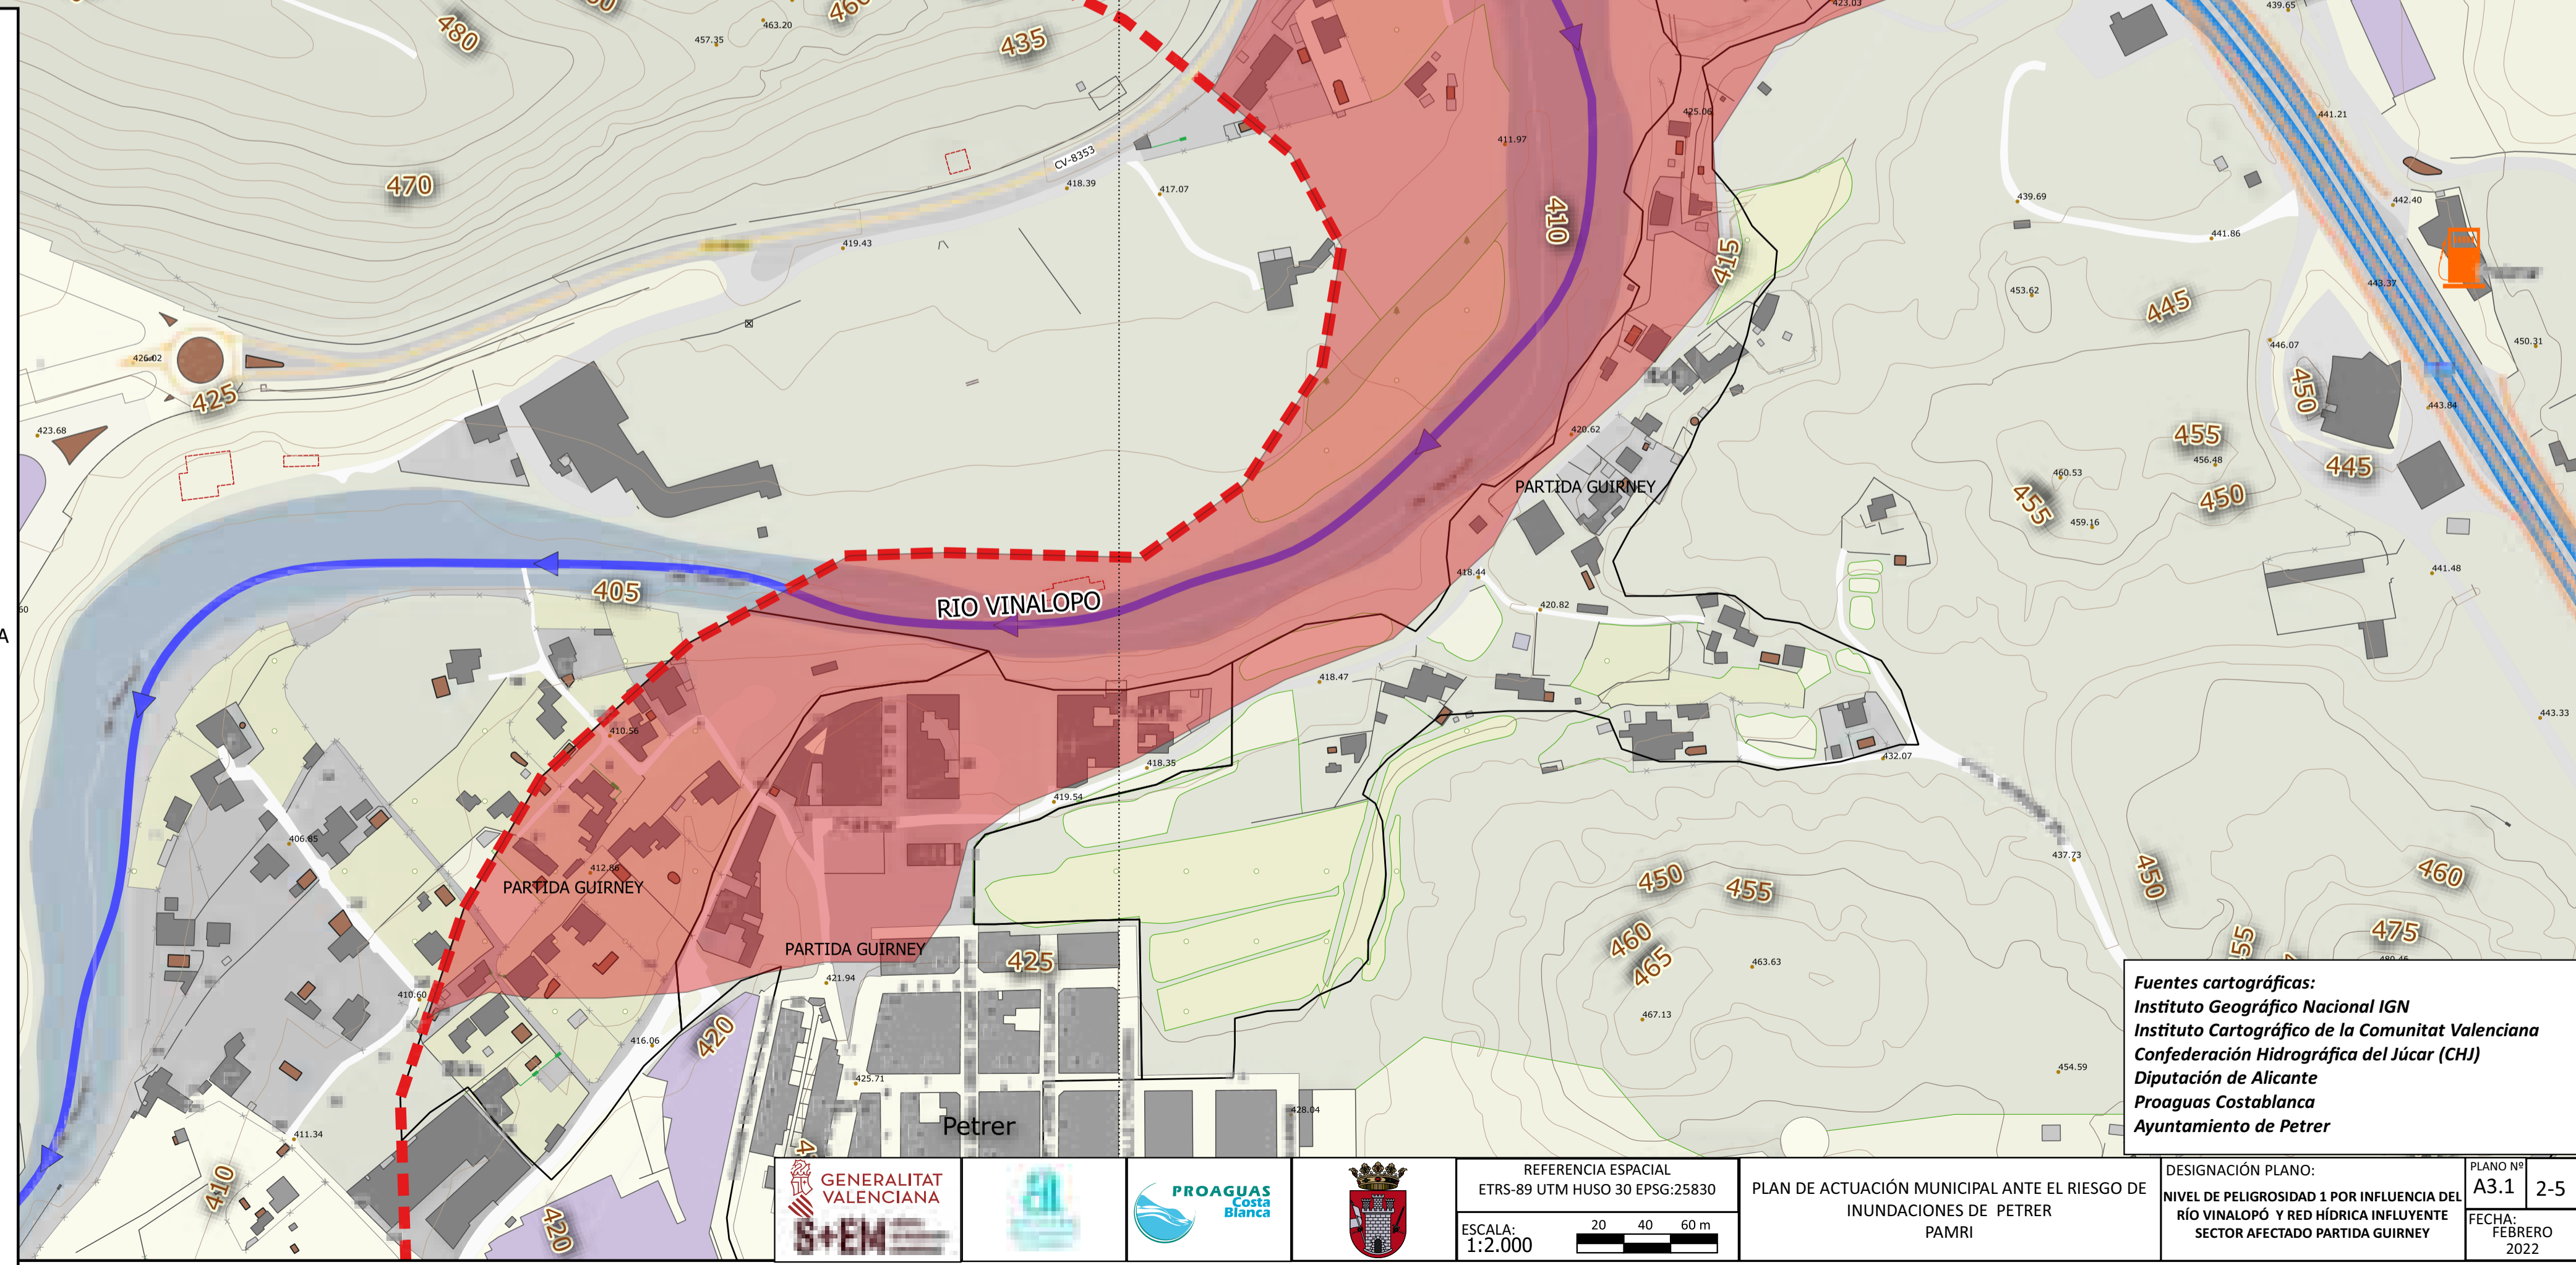 480
463.20
460
457.35
435
423.03
439.65
470
CV-8353
418.39
417.07
425.06
411.97
441.21
439.69
442.40
441.86
410
415
419.43
453.62
445
443.37
426.02
425
446.07
450.31
450
443.84
423.68
420.62
455
456.48
445
460.53
455
450
459.16
PARTIDA GUIRNEY
441.48
418.44
405
RIO VINALOPO
420.82
60
A
418.47
443.33
410.56
418.35
432.07
419.54
406.85
437.73
412.86
PARTIDA GUIRNEY
450
455
450
460
PARTIDA GUIRNEY
425
460
465
463.63
55
475
480.46
421.94
410.60
467.13
416.06
420
425.71
454.59
Petrer
428.04
411.34
410
420
Fuentes cartográficas:
Instituto Geográfico Nacional IGN
Instituto Cartográfico de la Comunitat Valenciana
Confederación Hidrográfica del Júcar (CHJ)
Diputación de Alicante
Proaguas Costablanca
Ayuntamiento de Petrer
GENERALITAT
VALENCIANA
S+EM
PROAGUAS
Costa
Blanca
REFERENCIA ESPACIAL
ETRS-89 UTM HUSO 30 EPSG:25830
ESCALA:
1:2.000
20 40 60 m
PLAN DE ACTUACIÓN MUNICIPAL ANTE EL RIESGO DE
INUNDACIONES DE PETRER
PAMRI
DESIGNACIÓN PLANO:
NIVEL DE PELIGROSIDAD 1 POR INFLUENCIA DEL
RÍO VINALOPÓ Y RED HÍDRICA INFLUYENTE
SECTOR AFECTADO PARTIDA GUIRNEY
PLANO Nº
A3.1
2-5
FECHA:
FEBRERO
2022